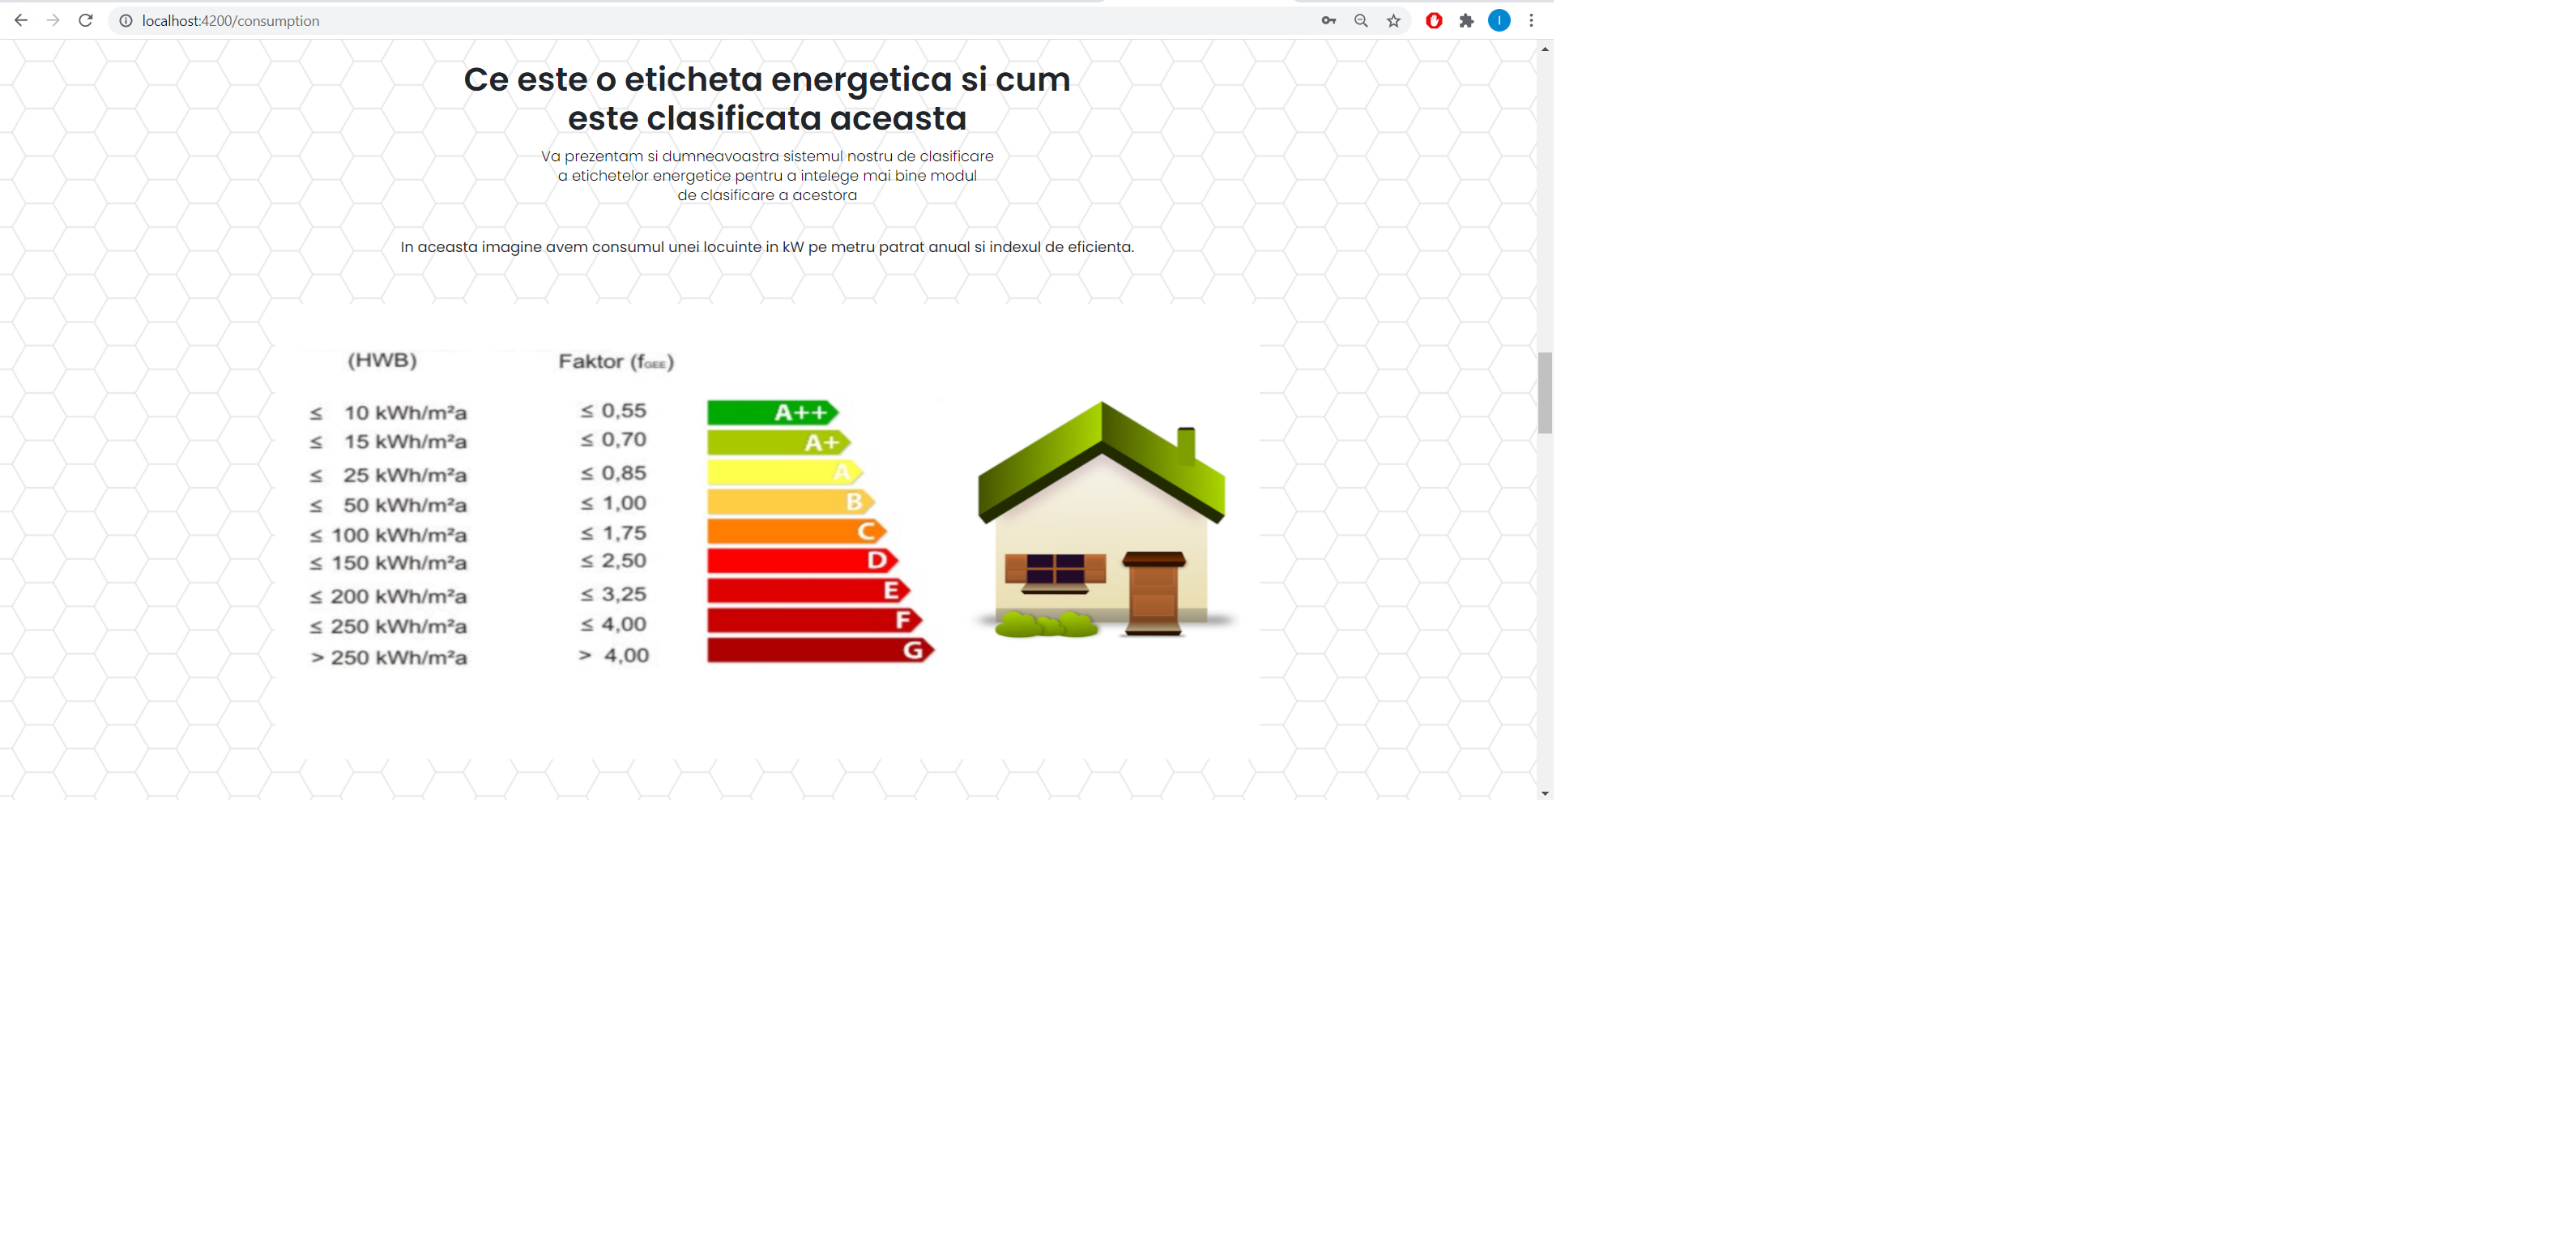 localhost:4200/consumption
I
Ce este o eticheta energetica si cum
este clasificata aceasta
Va prezentam si dumneavoastra sistemul nostru de clasificare
a etichetelor energetice pentru a intelege mai bine modul
de clasificare a acestora
In aceasta imagine avem consumul unei locuinte in kW pe metru patrat anual si indexul de eficienta.
(HWB) Faktor (fGEE)
≤ 10 kWh/m²a ≤ 0,55 A++
≤ 15 kWh/m²a ≤ 0,70 A+
≤ 25 kWh/m²a ≤ 0,85 A
≤ 50 kWh/m²a ≤ 1,00 B
≤ 100 kWh/m²a ≤ 1,75 C
≤ 150 kWh/m²a ≤ 2,50 D
≤ 200 kWh/m²a ≤ 3,25 E
≤ 250 kWh/m²a ≤ 4,00 F
> 250 kWh/m²a > 4,00 G